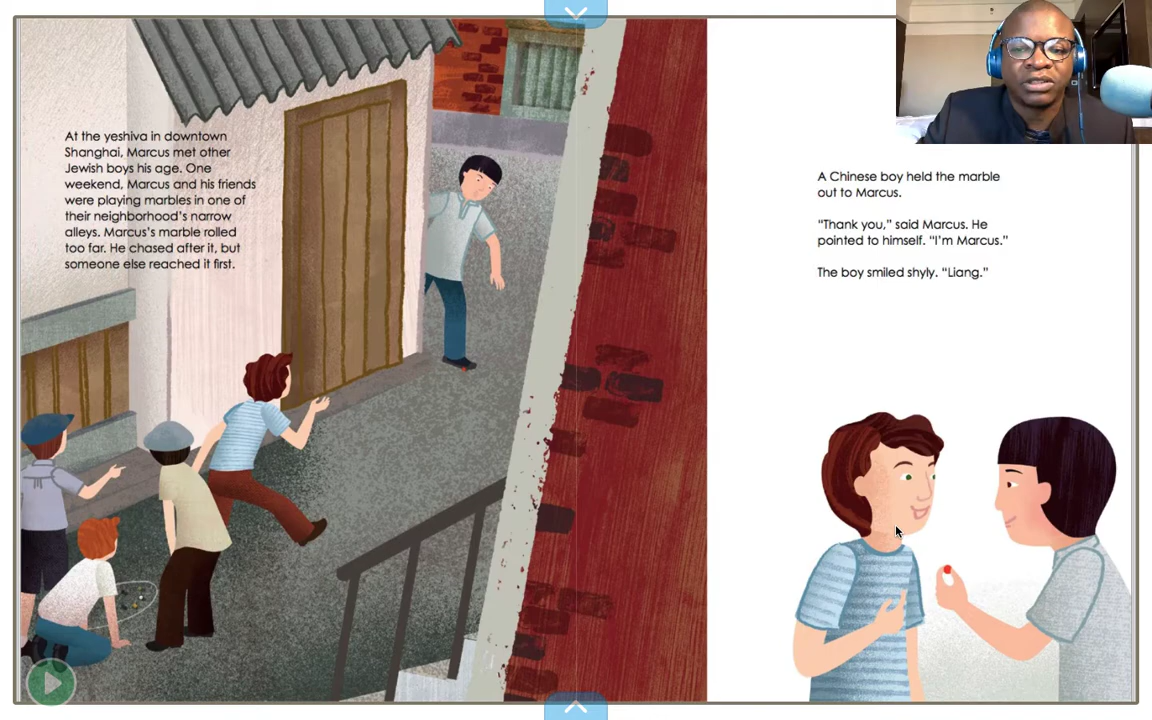 At the yeshiva in downtown
Shanghai, Marcus met other
Jewish boys his age. One
weekend, Marcus and his friends
were playing marbles in one of
their neighborhood’s narrow
alleys. Marcus’s marble rolled
too far. He chased after it, but
someone else reached it first.
A Chinese boy held the marble
out to Marcus.
“Thank you,” said Marcus. He
pointed to himself. “I’m Marcus.”
The boy smiled shyly. “Liang.”